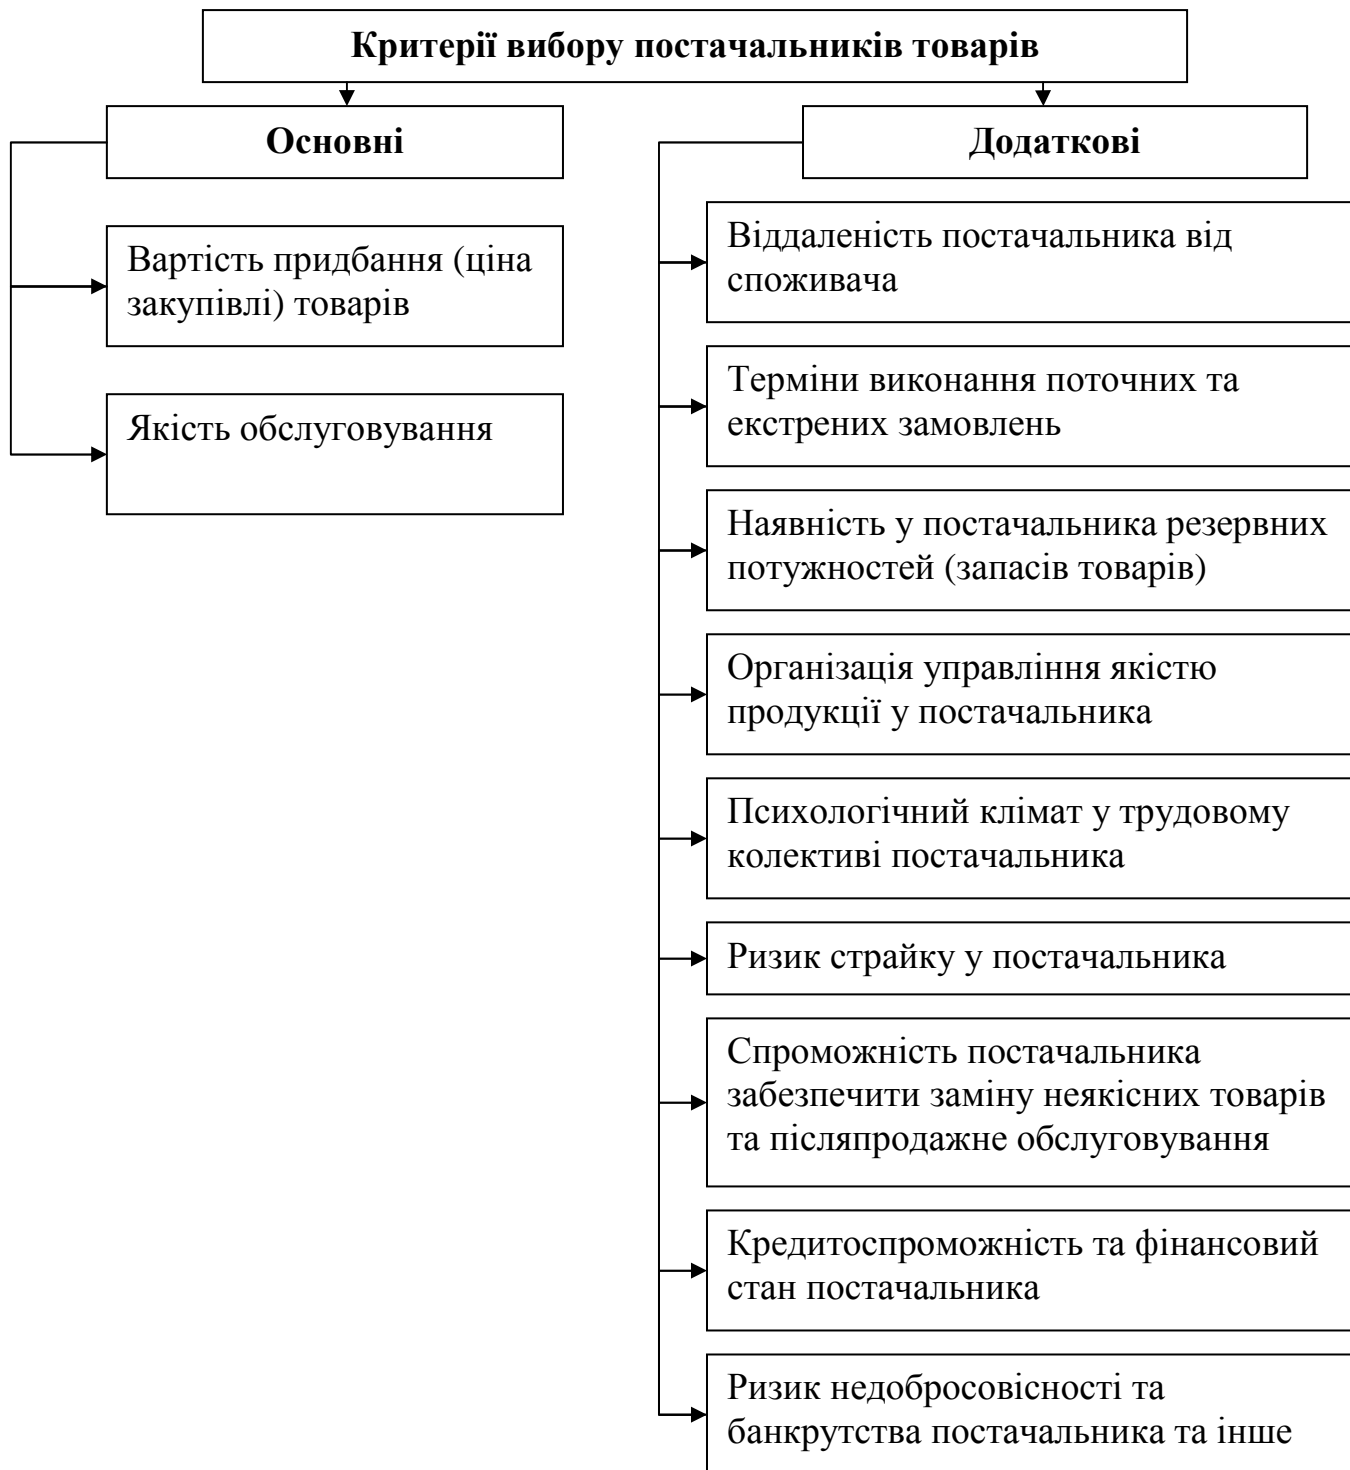 Критерії вибору постачальників товарів
Основні
Вартість придбання (ціна
закупівлі) товарів
Якість обслуговування
Додаткові
Віддаленість постачальника від
споживача
Терміни виконання поточних та
екстрених замовлень
Наявність у постачальника резервних
потужностей (запасів товарів)
Організація управління якістю
продукції у постачальника
Психологічний клімат у трудовому
колективі постачальника
Ризик страйку у постачальника
Спроможність постачальника
забезпечити заміну неякісних товарів
та післяпродажне обслуговування
Кредитоспроможність та фінансовий
стан постачальника
Ризик недобросовісності та
банкрутства постачальника та інше